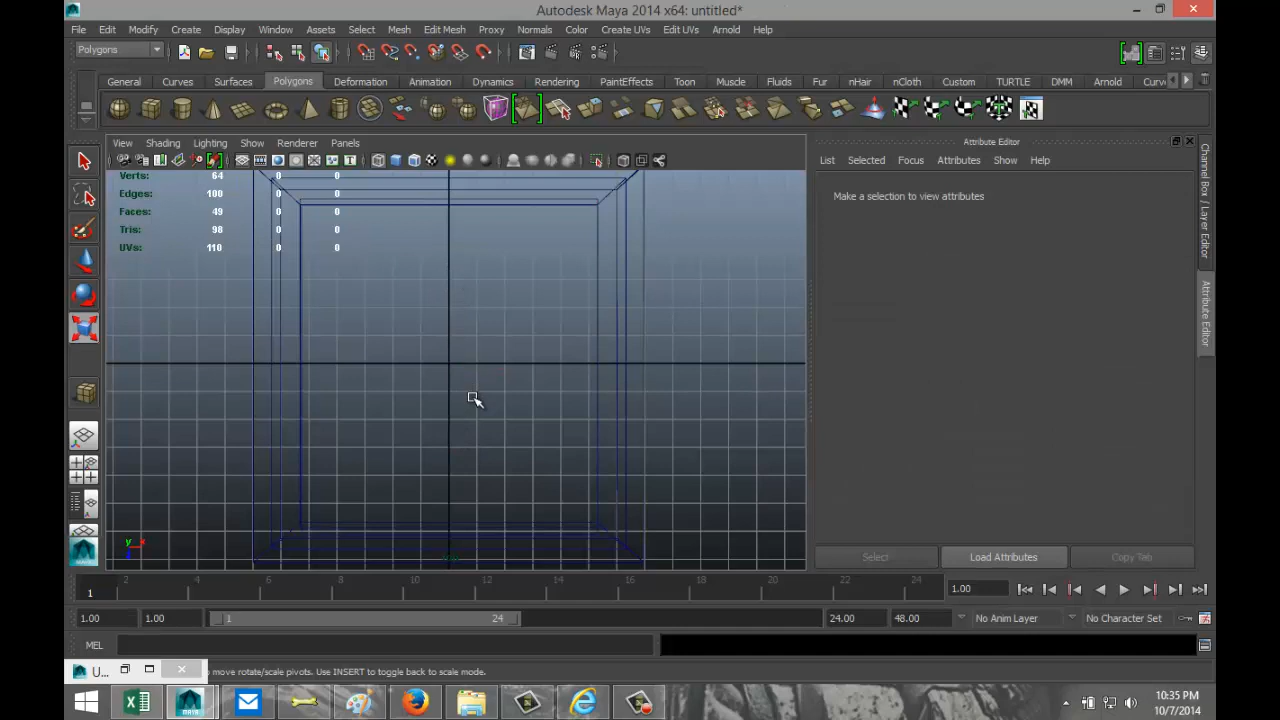 Autodesk Maya 2014 x64: untitled*
File Edit Modify Create Display Window Assets Select Mesh Edit Mesh Proxy Normals Color Create UVs Edit UVs Arnold Help
Polygons
General Curves Surfaces Polygons Deformation Animation Dynamics Rendering PaintEffects Toon Muscle Fluids Fur nHair nCloth Custom TURTLE DMM Arnold Curv
View Shading Lighting Show Renderer Panels
Attribute Editor
List Selected Focus Attributes Show Help
Make a selection to view attributes
Verts: 64 0 0
Edges: 100 0 0
Faces: 49 0 0
Tris: 98 0 0
UVs: 110 0 0
Channel Box / Layer Editor
Attribute Editor
y x
Select Load Attributes Copy Tab
2 4 6 8 10 12 14 16 18 20 22 24
1 1.00
1.00 1.00 1 24 24.00 48.00 No Anim Layer No Character Set
MEL
U... to move rotate/scale pivots. Use INSERT to toggle back to scale mode.
MAYA
10:35 PM
10/7/2014